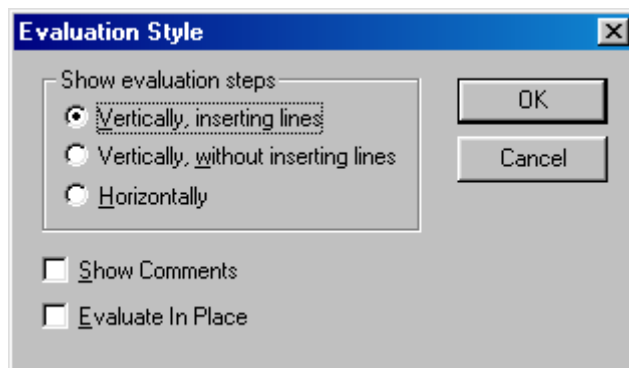 Evaluation Style
Show evaluation steps
Vertically, inserting lines
Vertically, without inserting lines
Horizontally
OK
Cancel
Show Comments
Evaluate In Place